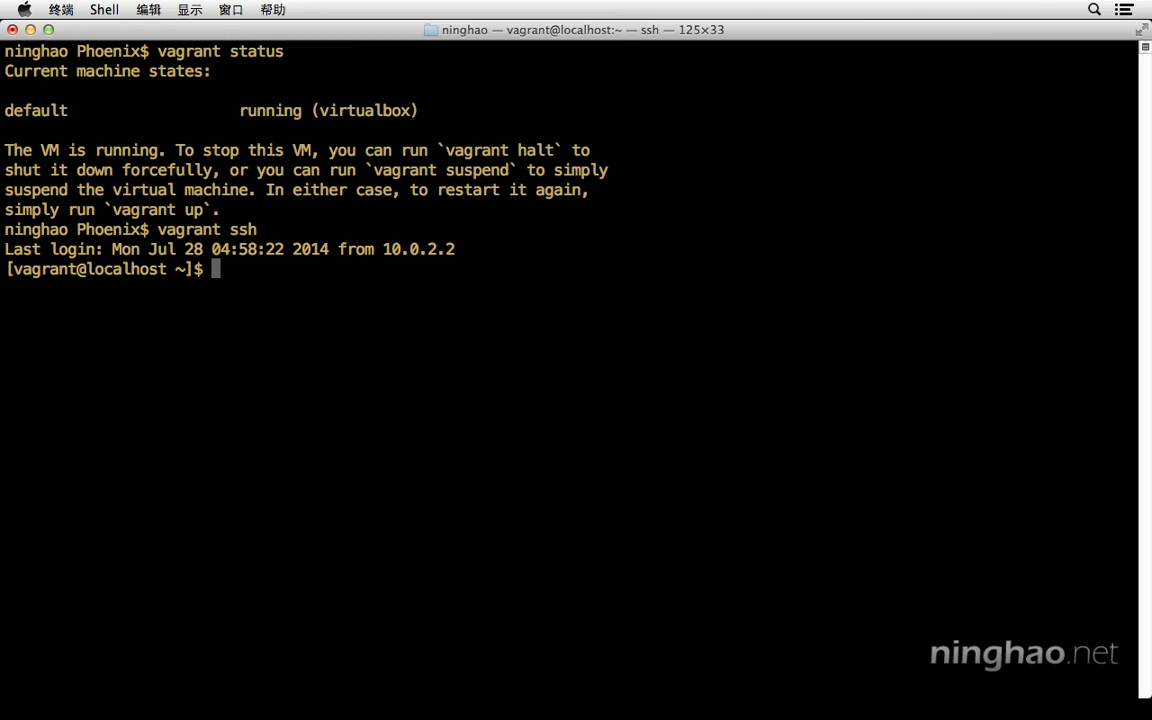 终端 Shell 编辑 显示 窗口 帮助
ninghao — vagrant@localhost:~ — ssh — 125×33
ninghao Phoenix$ vagrant status
Current machine states:
default running (virtualbox)
The VM is running. To stop this VM, you can run `vagrant halt` to
shut it down forcefully, or you can run `vagrant suspend` to simply
suspend the virtual machine. In either case, to restart it again,
simply run `vagrant up`.
ninghao Phoenix$ vagrant ssh
Last login: Mon Jul 28 04:58:22 2014 from 10.0.2.2
[vagrant@localhost ~]$
ninghao.net